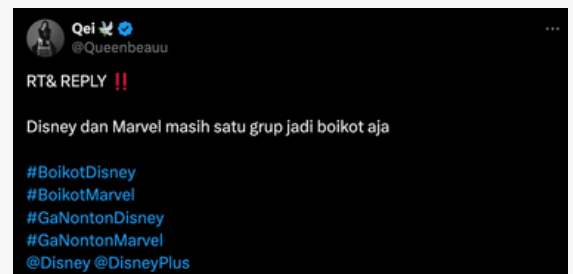 Qei 🕊️
@Queenbeauu
RT& REPLY ‼️
Disney dan Marvel masih satu grup jadi boikot aja
#BoikotDisney
#BoikotMarvel
#GaNontonDisney
#GaNontonMarvel
@Disney @DisneyPlus